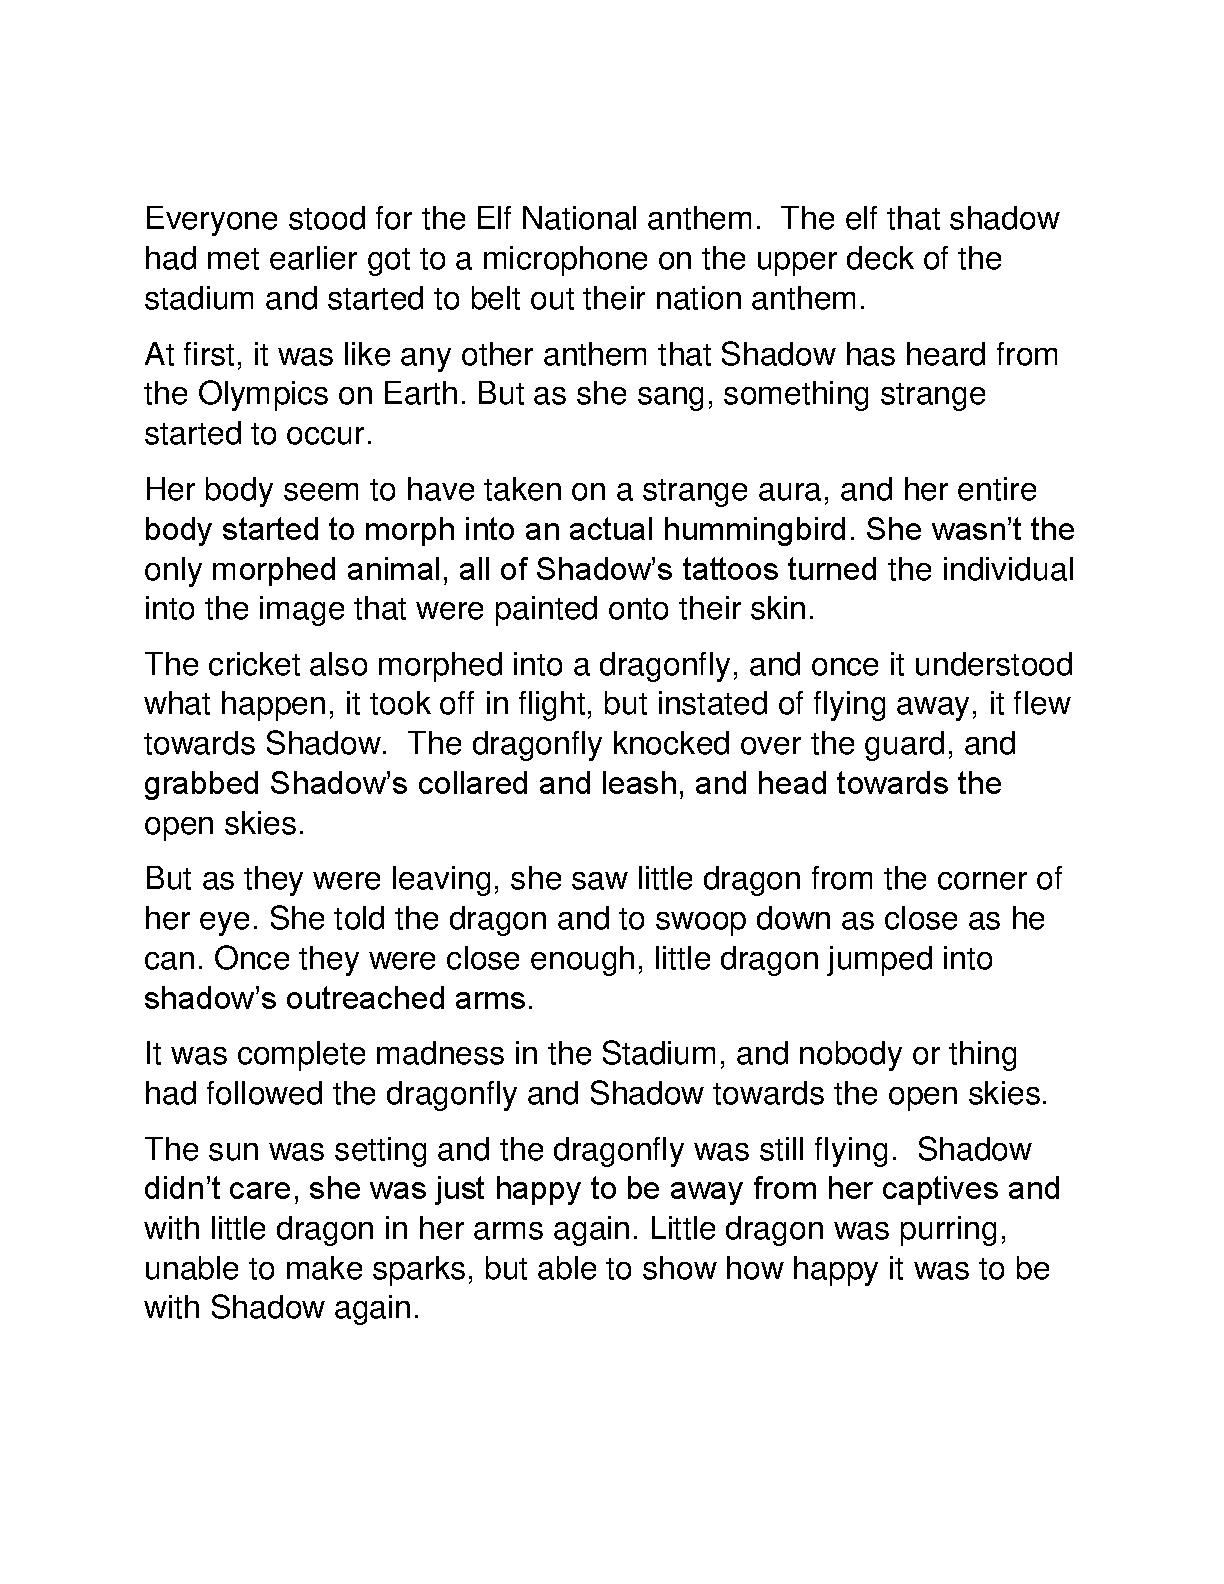 Everyone stood for the Elf National anthem.  The elf that shadow
had met earlier got to a microphone on the upper deck of the
stadium and started to belt out their nation anthem.
At first, it was like any other anthem that Shadow has heard from
the Olympics on Earth. But as she sang, something strange
started to occur.
Her body seem to have taken on a strange aura, and her entire
body started to morph into an actual hummingbird. She wasn’t the
only morphed animal, all of Shadow’s tattoos turned the individual
into the image that were painted onto their skin.
The cricket also morphed into a dragonfly, and once it understood
what happen, it took off in flight, but instated of flying away, it flew
towards Shadow.  The dragonfly knocked over the guard, and
grabbed Shadow’s collared and leash, and head towards the
open skies.
But as they were leaving, she saw little dragon from the corner of
her eye. She told the dragon and to swoop down as close as he
can. Once they were close enough, little dragon jumped into
shadow’s outreached arms.
It was complete madness in the Stadium, and nobody or thing
had followed the dragonfly and Shadow towards the open skies.
The sun was setting and the dragonfly was still flying.  Shadow
didn’t care, she was just happy to be away from her captives and
with little dragon in her arms again. Little dragon was purring,
unable to make sparks, but able to show how happy it was to be
with Shadow again.